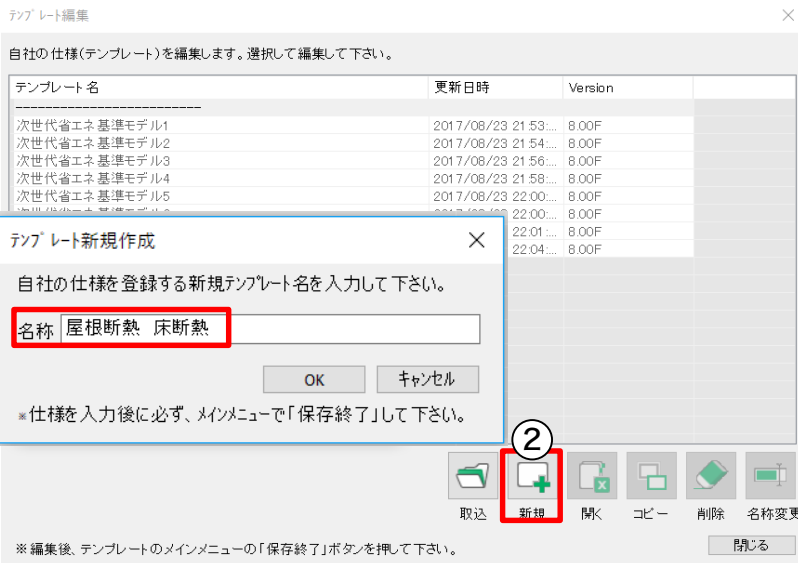 テンプレート編集
自社の仕様(テンプレート)を編集します。選択して編集して下さい。
テンプレート名 更新日時 Version
--------------------------
次世代省エネ基準モデル1 2017/08/23 21:53:... 8.00F
次世代省エネ基準モデル2 2017/08/23 21:54:... 8.00F
次世代省エネ基準モデル3 2017/08/23 21:56:... 8.00F
次世代省エネ基準モデル4 2017/08/23 21:58:... 8.00F
次世代省エネ基準モデル5 2017/08/23 22:00:... 8.00F
22:00:... 8.00F
22:01:... 8.00F
22:04:... 8.00F
テンプレート新規作成
自社の仕様を登録する新規テンプレート名を入力して下さい。
名称 屋根断熱 床断熱
OK キャンセル
※仕様を入力後に必ず、メインメニューで「保存終了」して下さい。
②
取込 新規 開く コピー 削除 名称変更
※編集後、テンプレートのメインメニューの「保存終了」ボタンを押して下さい。 閉じる